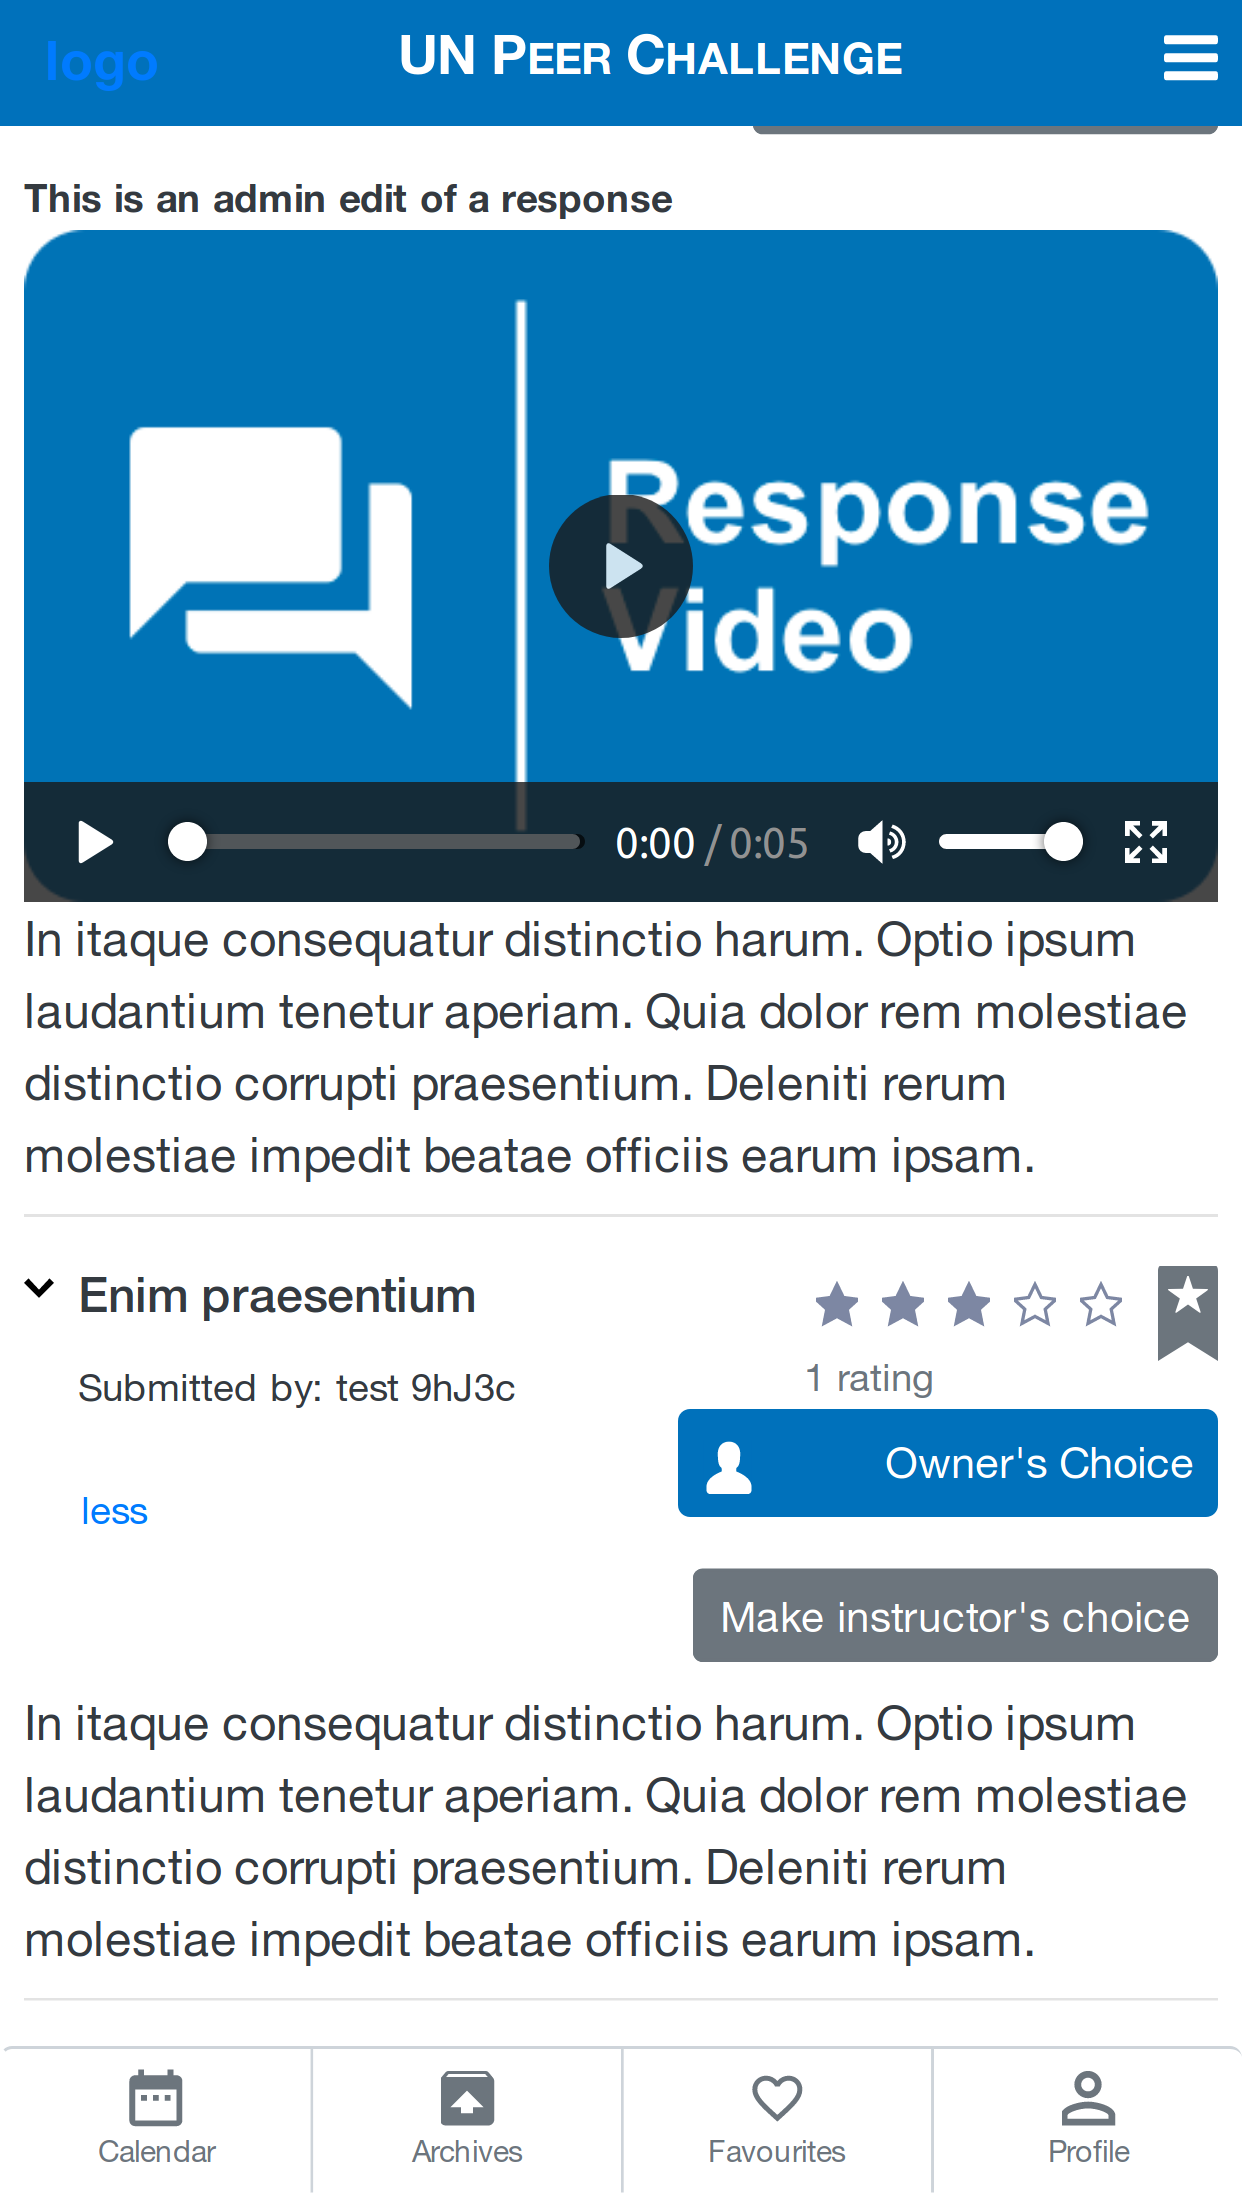 logo
UN PEER CHALLENGE
This is an admin edit of a response
Response
Video
0:00 / 0:05
In itaque consequatur distinctio harum. Optio ipsum
laudantium tenetur aperiam. Quia dolor rem molestiae
distinctio corrupti praesentium. Deleniti rerum
molestiae impedit beatae officiis earum ipsam.
Enim praesentium
1 rating
Submitted by: test 9hJ3c
Owner's Choice
less
Make instructor's choice
In itaque consequatur distinctio harum. Optio ipsum
laudantium tenetur aperiam. Quia dolor rem molestiae
distinctio corrupti praesentium. Deleniti rerum
molestiae impedit beatae officiis earum ipsam.
Calendar
Archives
Favourites
Profile